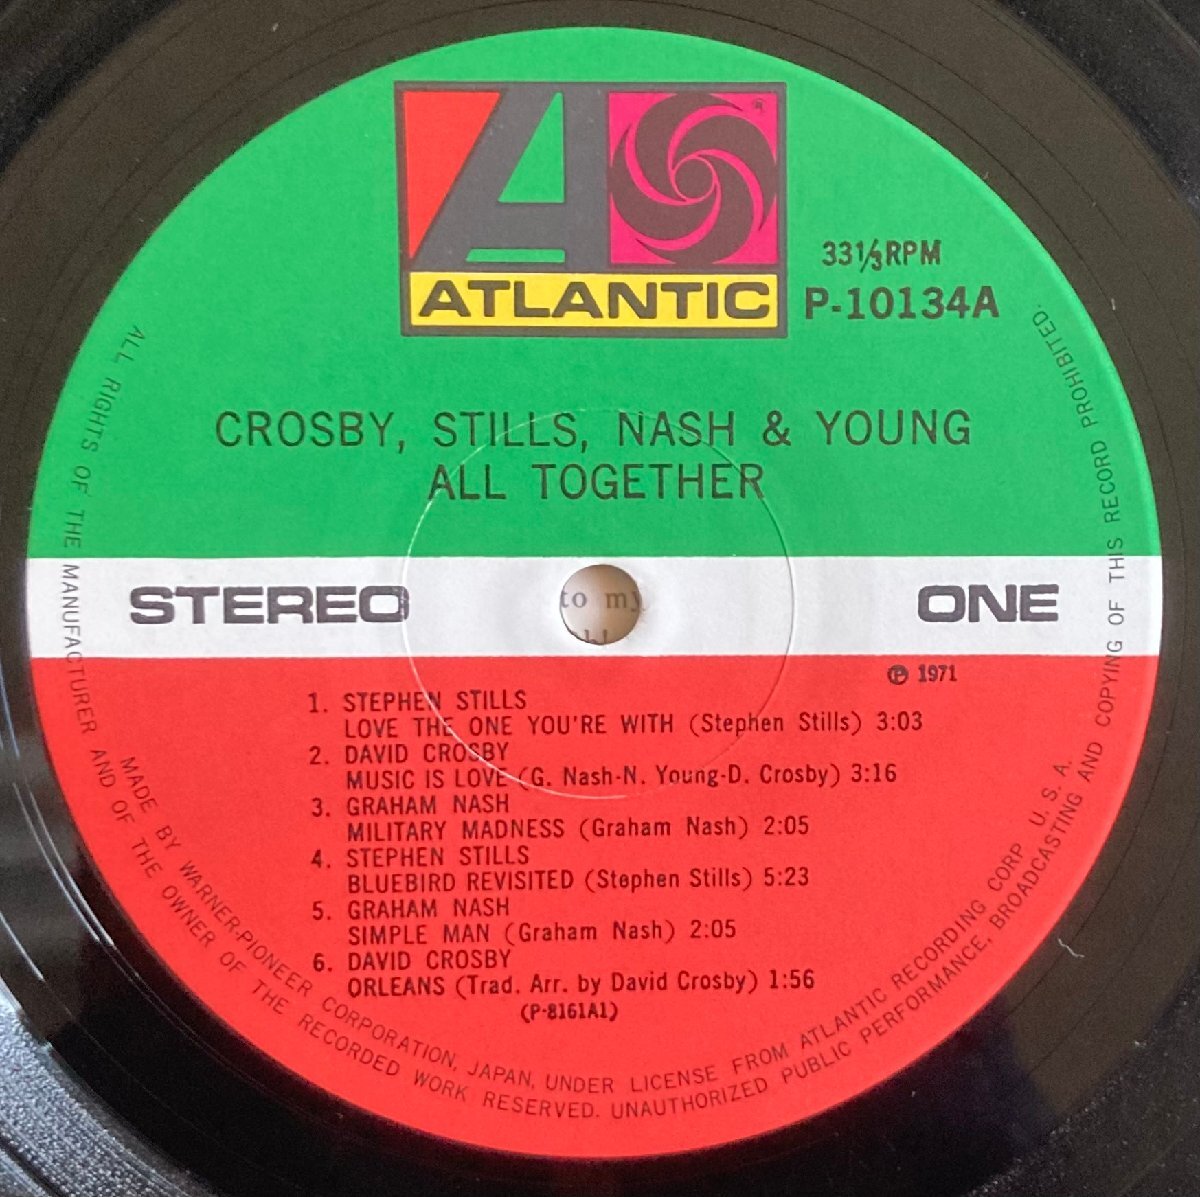 ®
ATLANTIC
33⅓RPM
P-10134A
CROSBY, STILLS, NASH & YOUNG
ALL TOGETHER
STEREO
to my
ONE
Ⓟ 1971
1. STEPHEN STILLS
LOVE THE ONE YOU'RE WITH (Stephen Stills) 3:03
2. DAVID CROSBY
MUSIC IS LOVE (G. Nash-N. Young-D. Crosby) 3:16
3. GRAHAM NASH
MILITARY MADNESS (Graham Nash) 2:05
4. STEPHEN STILLS
BLUEBIRD REVISITED (Stephen Stills) 5:23
5. GRAHAM NASH
SIMPLE MAN (Graham Nash) 2:05
6. DAVID CROSBY
ORLEANS (Trad. Arr. by David Crosby) 1:56
(P-8161A1)
MADE BY WARNER-PIONEER CORPORATION, JAPAN, UNDER LICENSE FROM ATLANTIC RECORDING CORP. U. S. A.
ALL RIGHTS OF THE MANUFACTURER AND OF THE OWNER OF THE RECORDED WORK RESERVED. UNAUTHORIZED PUBLIC PERFORMANCE, BROADCASTING AND COPYING OF THIS RECORD PROHIBITED.